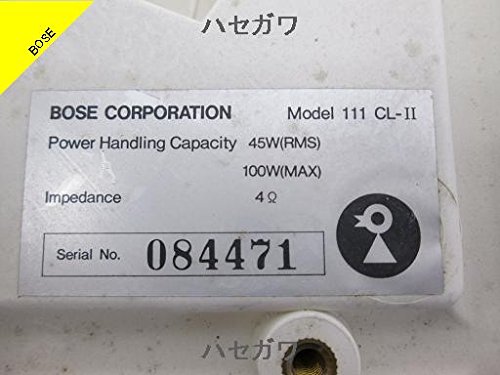 BOSE
ハセガワ
BOSE CORPORATION Model 111 CL-II
Power Handling Capacity 45W(RMS)
100W(MAX)
Impedance 4Ω
Serial No. 084471
ハセガワ